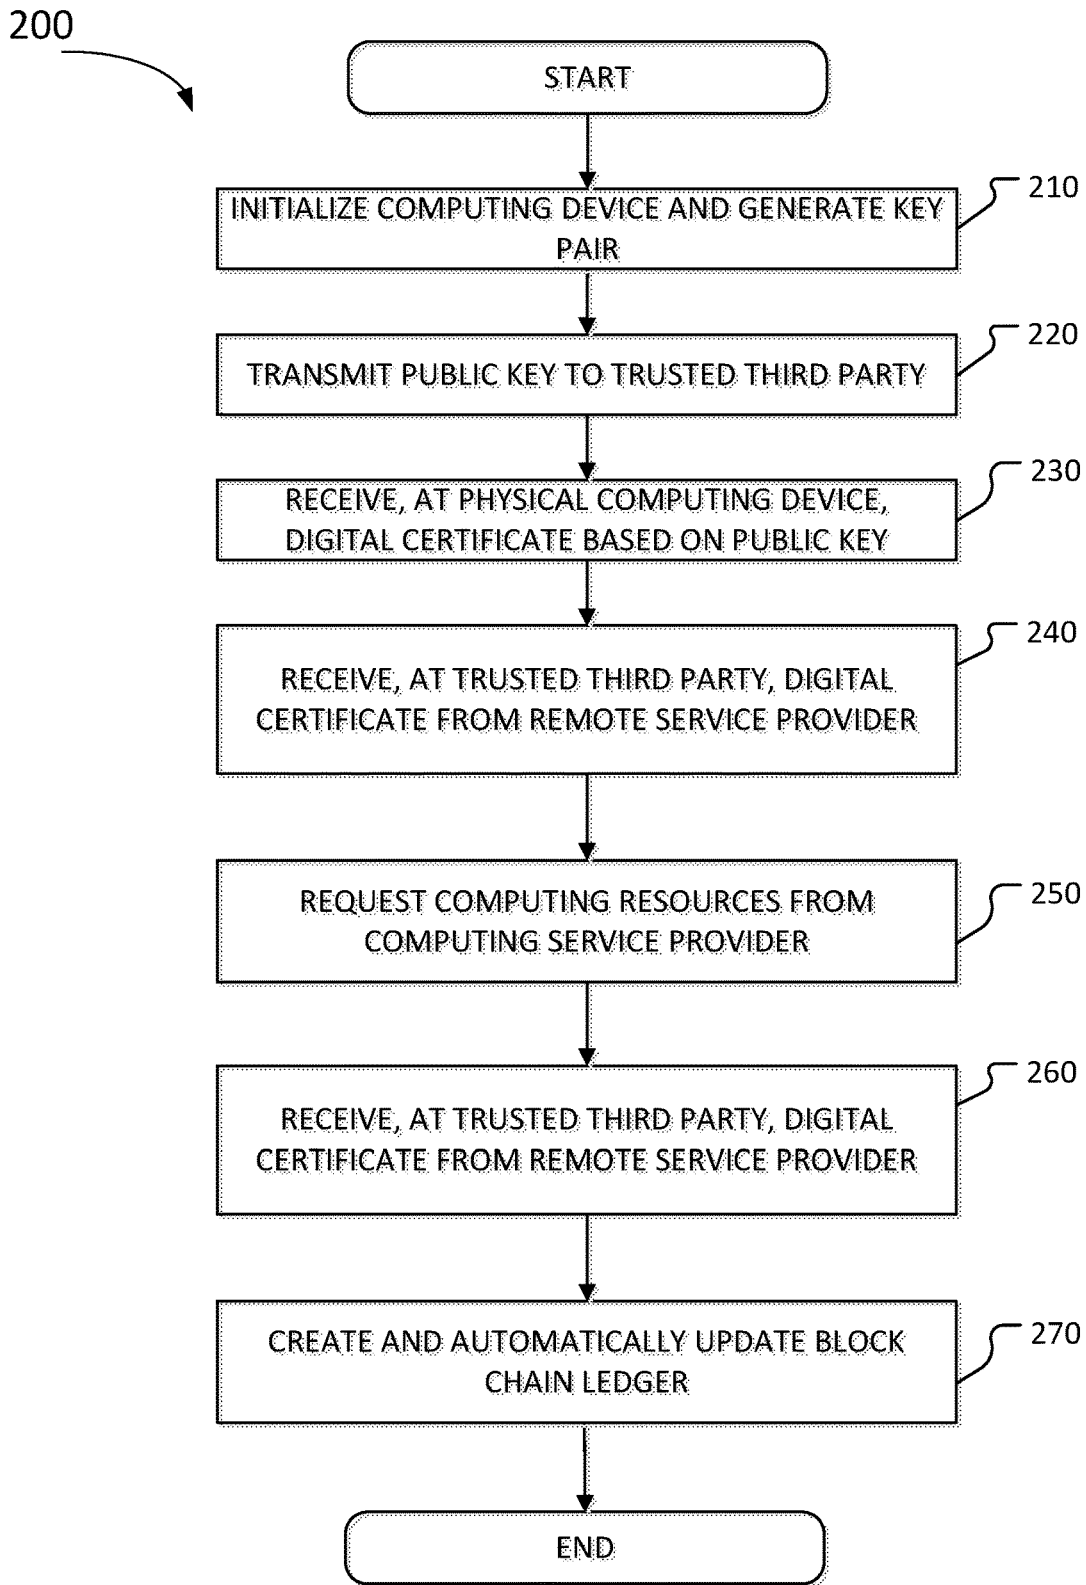 200
START
INITIALIZE COMPUTING DEVICE AND GENERATE KEY
PAIR
210
TRANSMIT PUBLIC KEY TO TRUSTED THIRD PARTY
220
RECEIVE, AT PHYSICAL COMPUTING DEVICE,
DIGITAL CERTIFICATE BASED ON PUBLIC KEY
230
RECEIVE, AT TRUSTED THIRD PARTY, DIGITAL
CERTIFICATE FROM REMOTE SERVICE PROVIDER
240
REQUEST COMPUTING RESOURCES FROM
COMPUTING SERVICE PROVIDER
250
RECEIVE, AT TRUSTED THIRD PARTY, DIGITAL
CERTIFICATE FROM REMOTE SERVICE PROVIDER
260
CREATE AND AUTOMATICALLY UPDATE BLOCK
CHAIN LEDGER
270
END